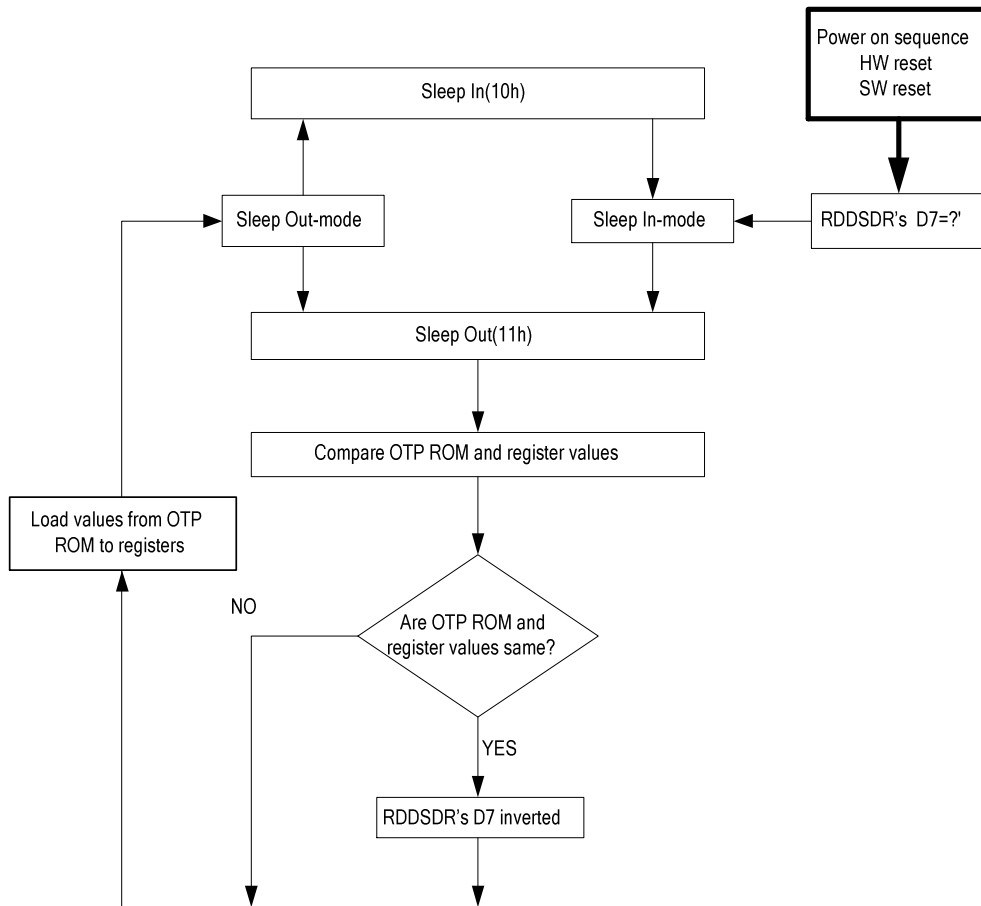 Power on sequence
HW reset
SW reset
Sleep In(10h)
Sleep Out-mode
Sleep In-mode
RDDSDR's D7=?'
Sleep Out(11h)
Compare OTP ROM and register values
Load values from OTP
ROM to registers
NO
Are OTP ROM and
register values same?
YES
RDDSDR's D7 inverted